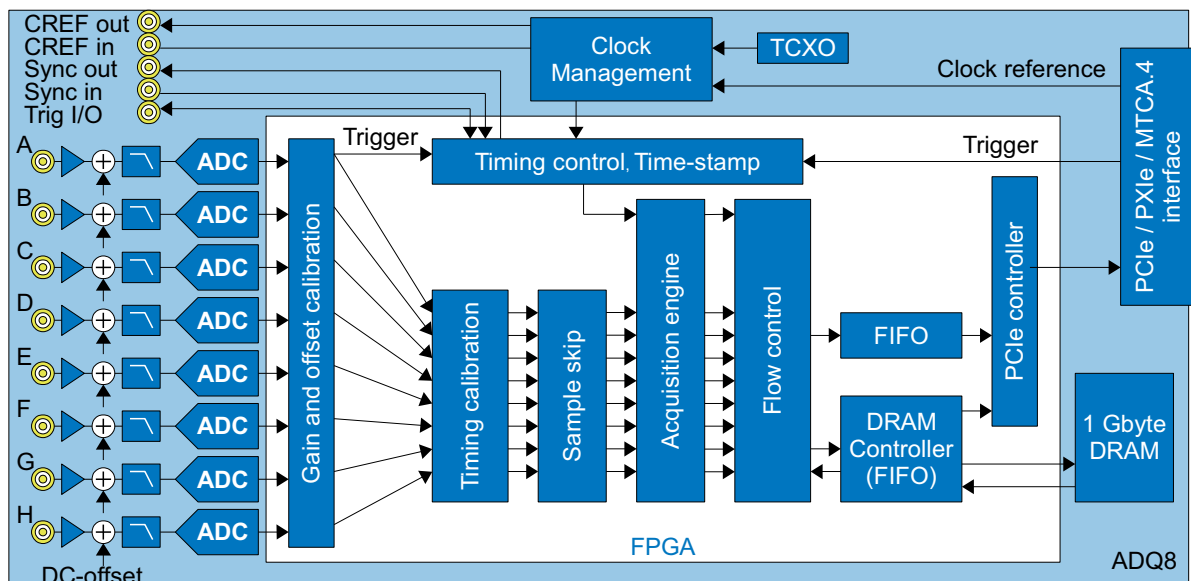 CREF out
CREF in
Sync out
Sync in
Trig I/O
Clock
Management
TCXO
Clock reference
PCIe / PXIe / MTCA.4
interface
Trigger
Timing control, Time-stamp
Trigger
A
ADC
B
ADC
C
ADC
D
ADC
E
ADC
F
ADC
G
ADC
H
ADC
DC-offset
Gain and offset calibration
Timing calibration
Sample skip
Acquisition engine
Flow control
FIFO
DRAM
Controller
(FIFO)
PCIe controller
1 Gbyte
DRAM
FPGA
ADQ8